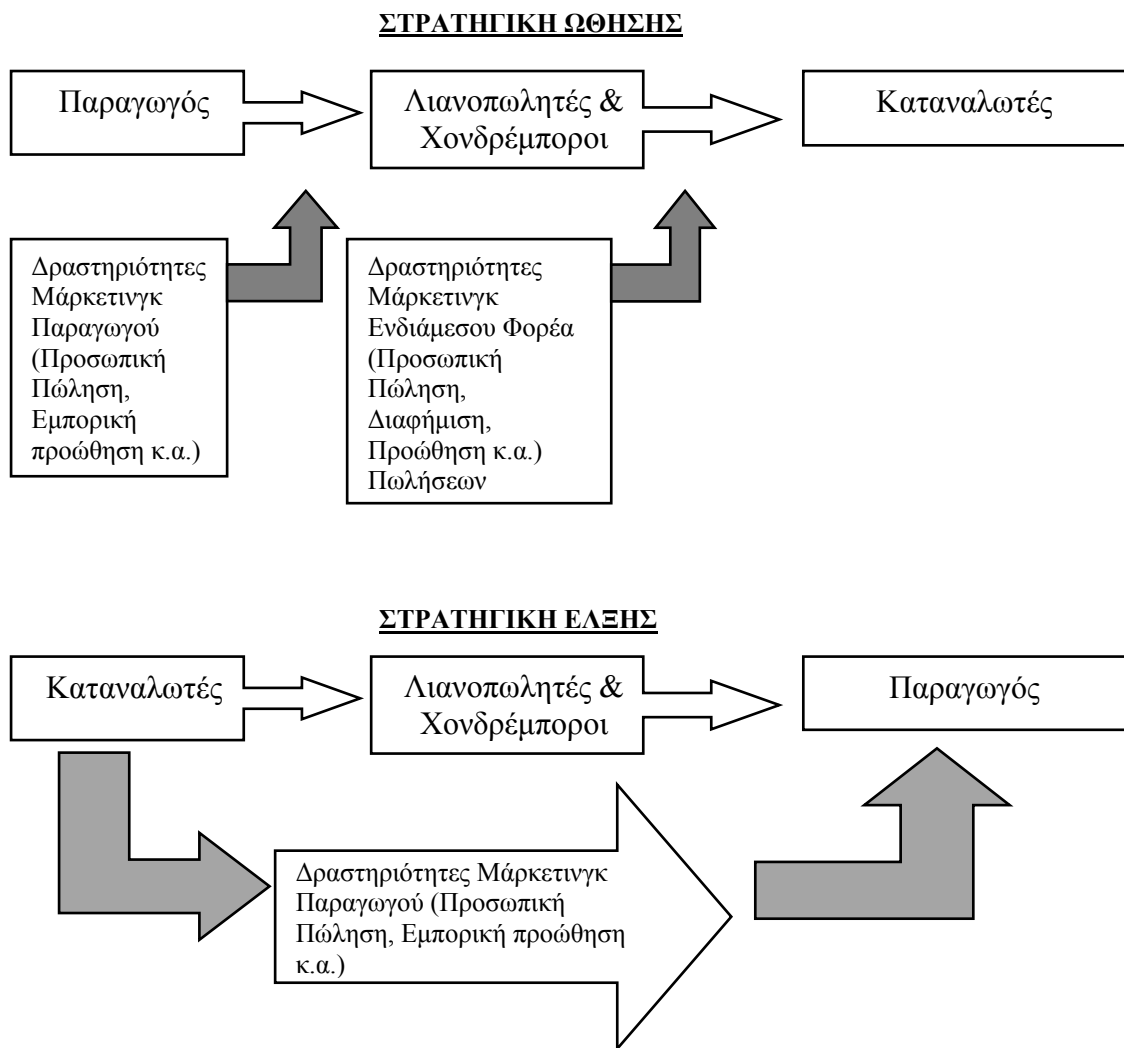 ΣΤΡΑΤΗΓΙΚΗ ΩΘΗΣΗΣ
Παραγωγός
Λιανοπωλητές &
Χονδρέμποροι
Καταναλωτές
Δραστηριότητες
Μάρκετινγκ
Παραγωγού
(Προσωπική
Πώληση,
Εμπορική
προώθηση κ.α.)
Δραστηριότητες
Μάρκετινγκ
Ενδιάμεσου Φορέα
(Προσωπική
Πώληση,
Διαφήμιση,
Προώθηση κ.α.)
Πωλήσεων
ΣΤΡΑΤΗΓΙΚΗ ΕΛΞΗΣ
Καταναλωτές
Λιανοπωλητές &
Χονδρέμποροι
Παραγωγός
Δραστηριότητες Μάρκετινγκ
Παραγωγού (Προσωπική
Πώληση, Εμπορική προώθηση
κ.α.)